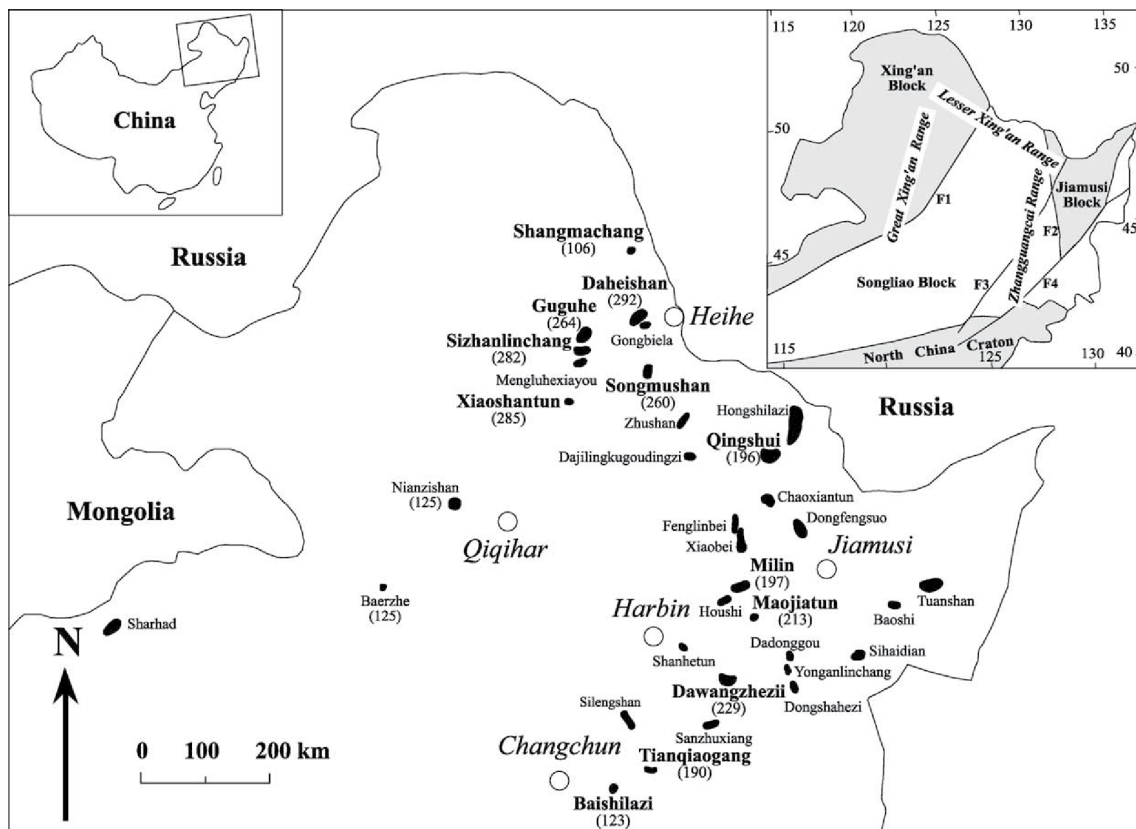 China
Russia
Mongolia
Shangmachang
(106)
Daheishan
(292)
Heihe
Guguhe
(264)
Gongbiela
Sizhanlinchang
(282)
Mengluhexiayou
Songmushan
(260)
Xiaoshantun
(285)
Zhushan
Hongshilazi
Russia
Qingshui
(196)
Dajilingkugoudingzi
Nianzishan
(125)
Qiqihar
Chaoxiantun
Fenglinbei
Dongfengsuo
Xiaobei
Jiamusi
Milin
(197)
Baerzhe
(125)
Houshi
Maojiatun
(213)
Tuanshan
Baoshi
Sharhad
Harbin
Shanhetun
Dadonggou
Sihaidian
Yonganlinchang
Dawangzhezii
(229)
Dongshahezi
Silengshan
Sanzhuxiang
Changchun
Tianqiaogang
(190)
Baishilazi
(123)
N
0 100 200 km
115 120 125 130 135
Xing'an
Block
50
Lesser Xing'an Range
50
Great Xing'an Range
Jiamusi
Block
F1
Zhangguangcai Range
F2
45
45
Songliao Block
F3
F4
North China Craton
115
125
130
40